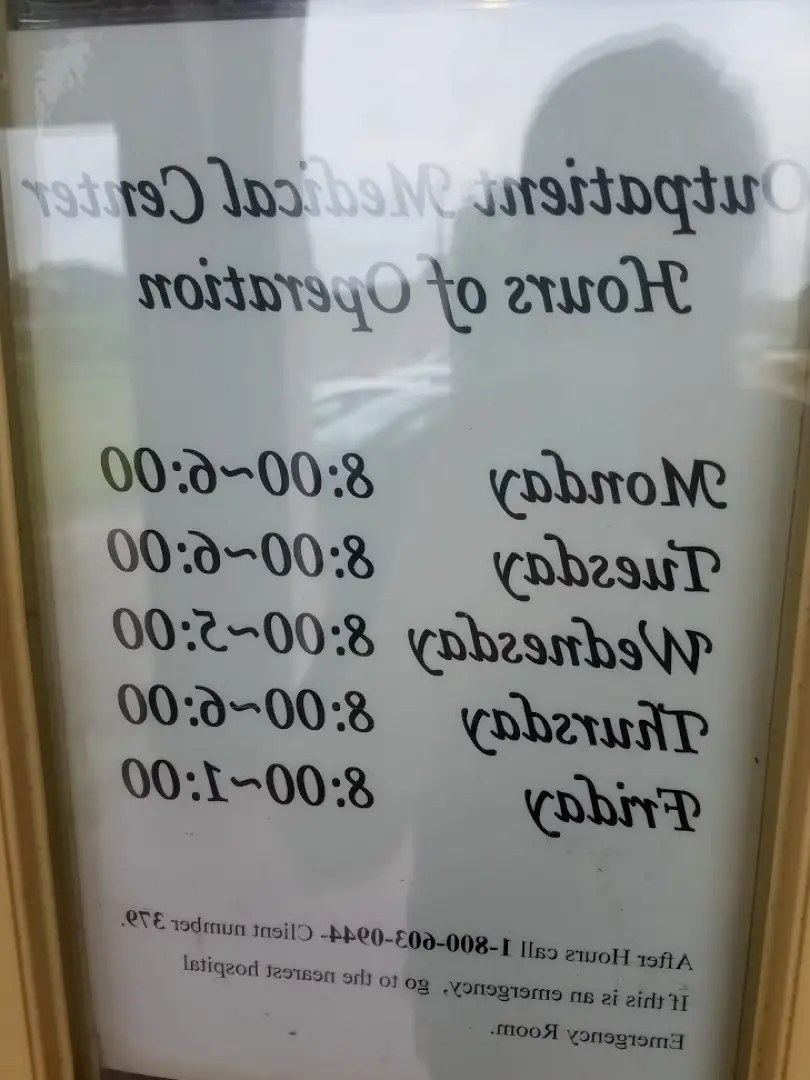 Outpatient Medical Center
Hours of Operation
Monday 8:00~6:00
Tuesday 8:00~6:00
Wednesday 8:00~5:00
Thursday 8:00~6:00
Friday 8:00~1:00
After Hours call 1-800-603-0944- Client number 379.
If this is an emergency, go to the nearest hospital
Emergency Room.